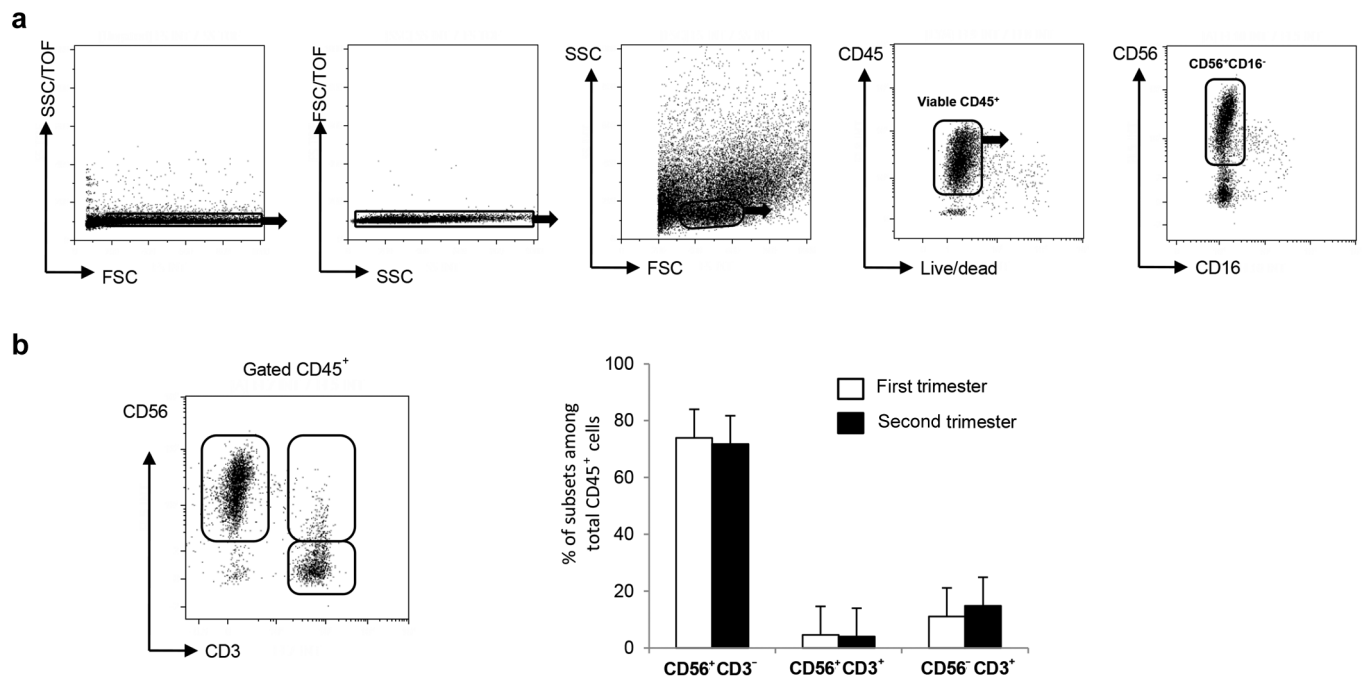 a
SSC/TOF
FSC
FSC/TOF
SSC
SSC
FSC
CD45
Viable CD45⁺
Live/dead
CD56
CD56⁺CD16⁻
CD16
b
Gated CD45⁺
CD56
CD3
% of subsets among
total CD45⁺ cells
100
80
60
40
20
0
First trimester
Second trimester
CD56⁺CD3⁻
CD56⁺CD3⁺
CD56⁻CD3⁺